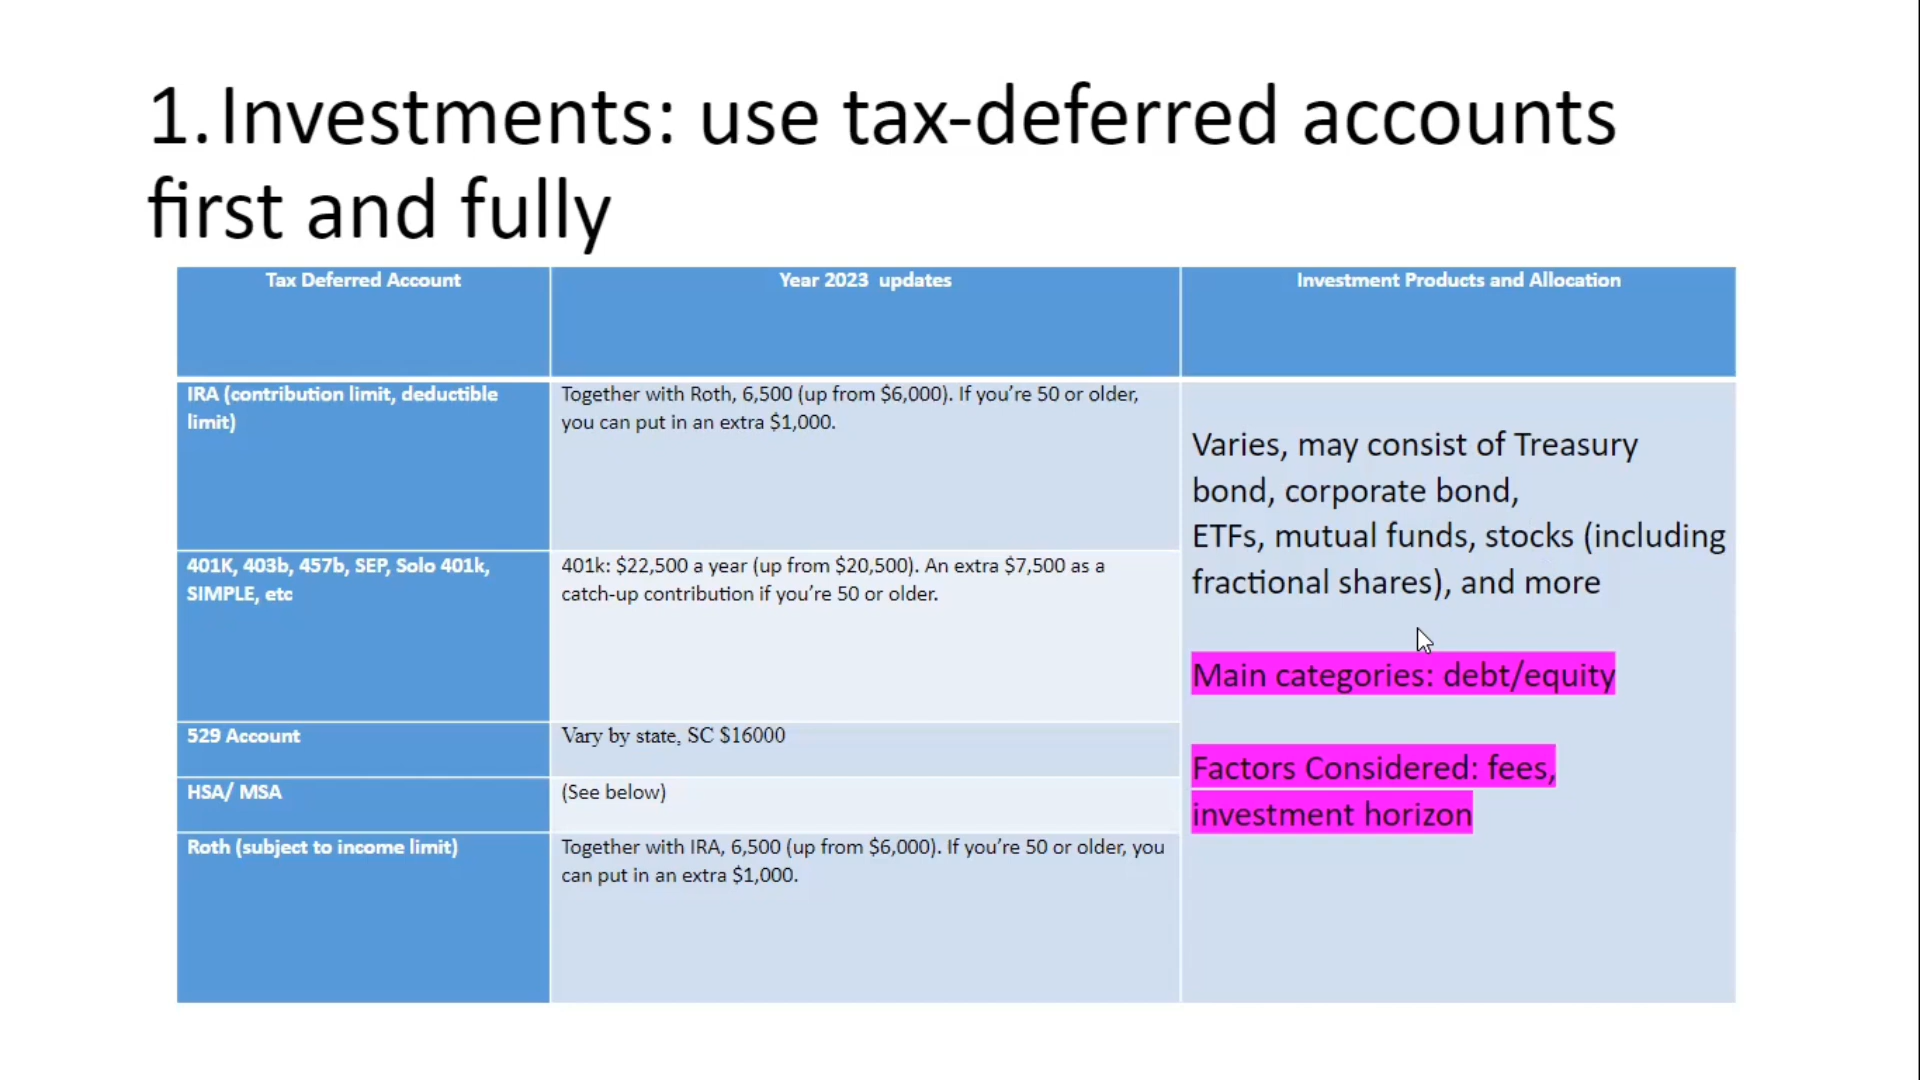 1. Investments: use tax-deferred accounts
first and fully
Tax Deferred Account
Year 2023  updates
Investment Products and Allocation
IRA (contribution limit, deductible
limit)
Together with Roth, 6,500 (up from $6,000). If you’re 50 or older,
you can put in an extra $1,000.
401K, 403b, 457b, SEP, Solo 401k,
SIMPLE, etc
401k: $22,500 a year (up from $20,500). An extra $7,500 as a
catch-up contribution if you’re 50 or older.
529 Account
Vary by state, SC $16000
HSA/ MSA
(See below)
Roth (subject to income limit)
Together with IRA, 6,500 (up from $6,000). If you’re 50 or older, you
can put in an extra $1,000.
Varies, may consist of Treasury
bond, corporate bond,
ETFs, mutual funds, stocks (including
fractional shares), and more
Main categories: debt/equity
Factors Considered: fees,
investment horizon